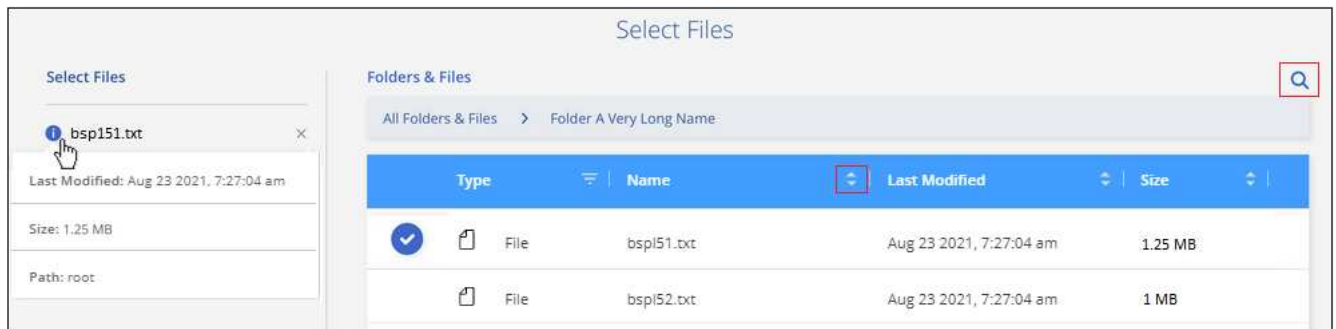 Select Files
Select Files
bsp151.txt
Last Modified: Aug 23 2021, 7:27:04 am
Size: 1.25 MB
Path: root
Folders & Files
All Folders & Files > Folder A Very Long Name
Type Name Last Modified Size
File bspl51.txt Aug 23 2021, 7:27:04 am 1.25 MB
File bspl52.txt Aug 23 2021, 7:27:04 am 1 MB